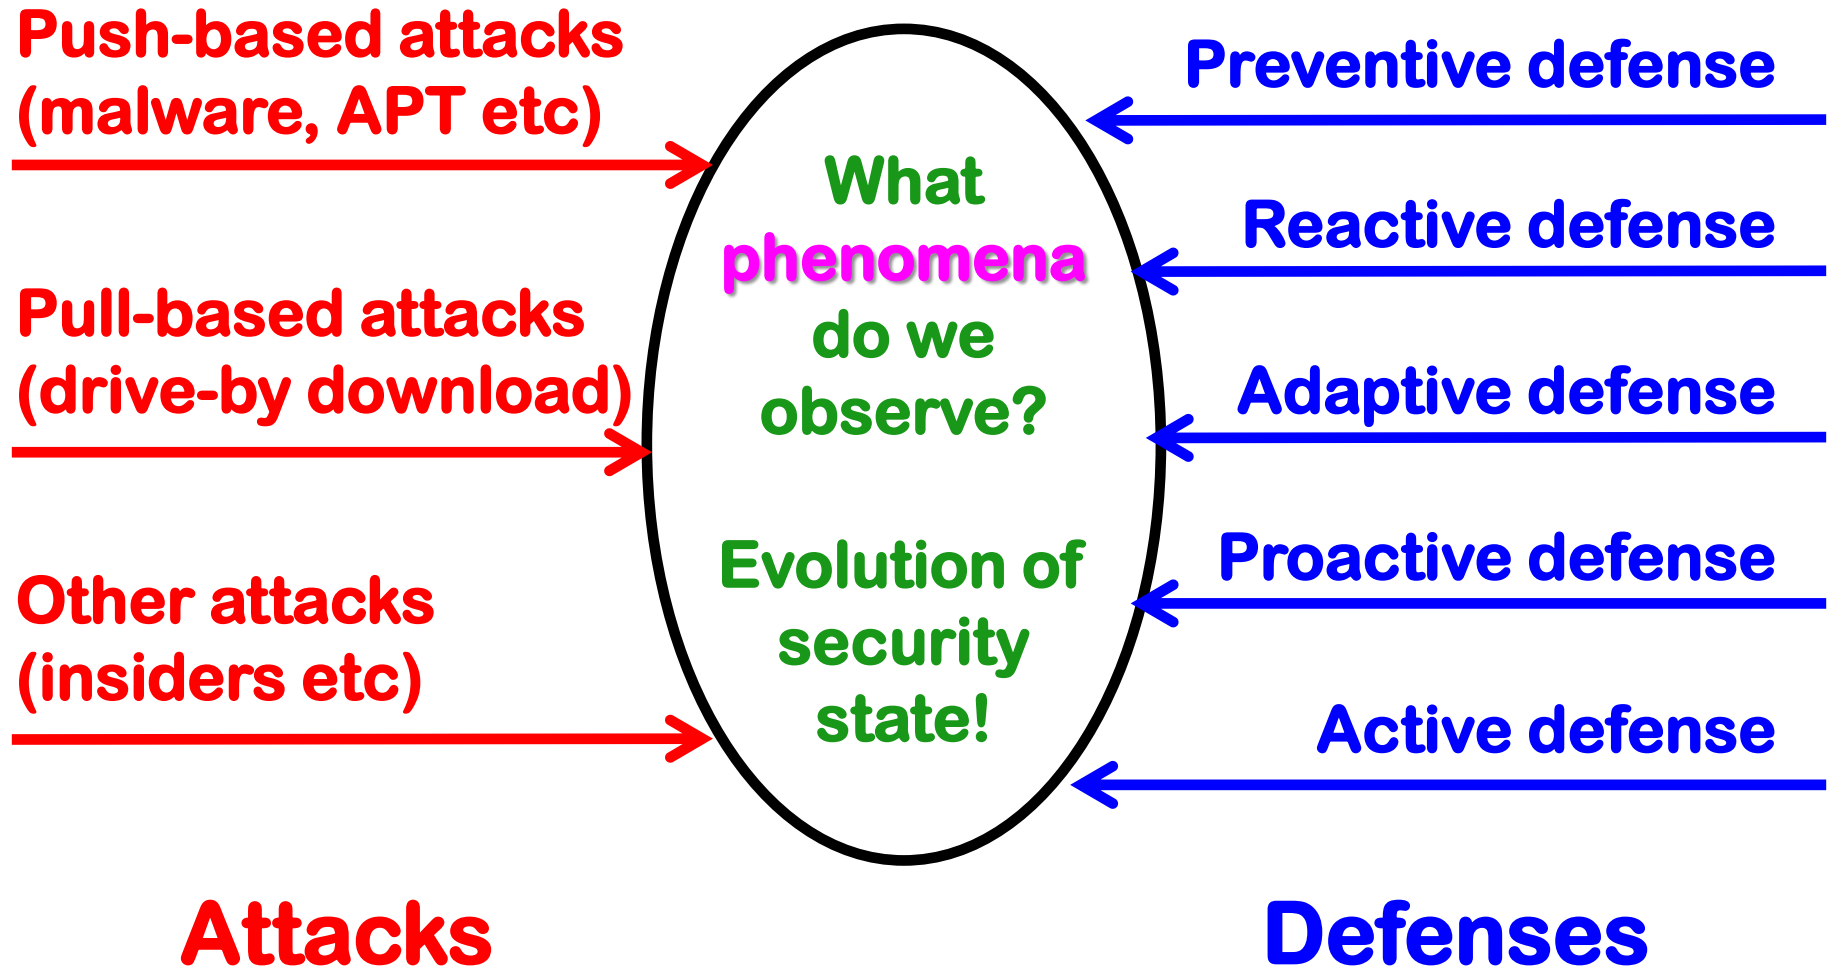 Push-based attacks
(malware, APT etc)
Pull-based attacks
(drive-by download)
Other attacks
(insiders etc)
Attacks
What
phenomena
do we
observe?
Evolution of
security
state!
Preventive defense
Reactive defense
Adaptive defense
Proactive defense
Active defense
Defenses